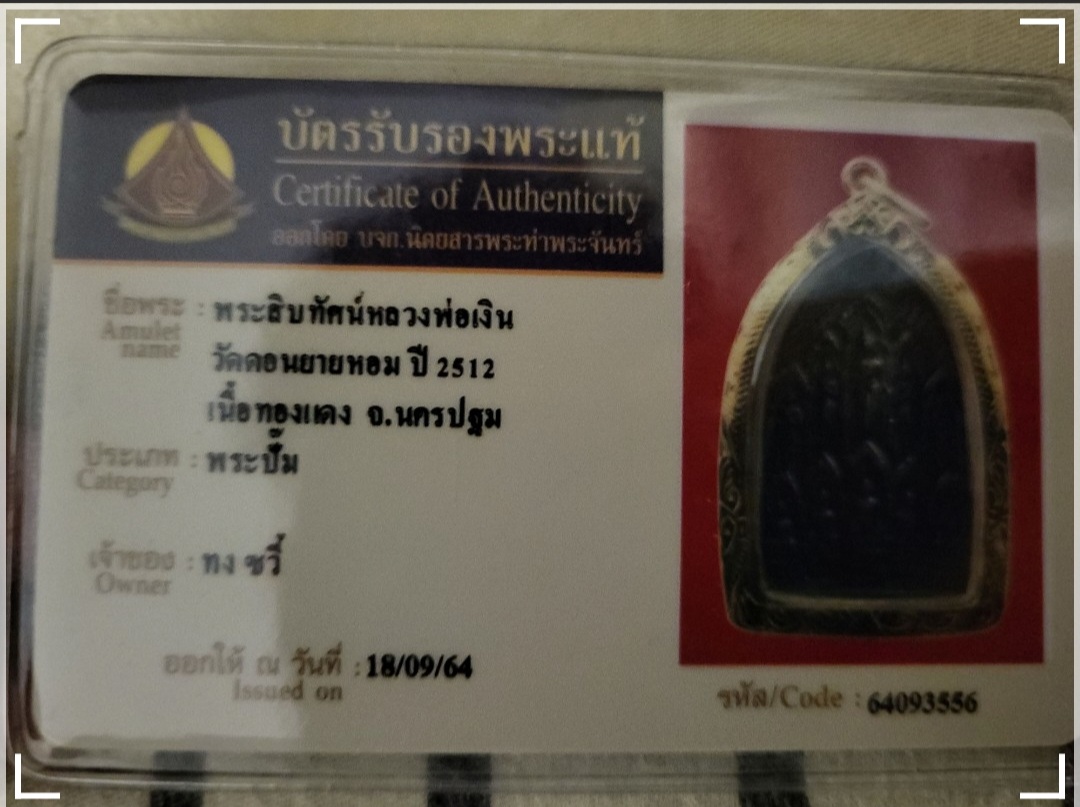 บัตรรับรองพระแท้
Certificate of Authenticity
ออกโดย บจก.นิตยสารพระท่าพระจันทร์
ชื่อพระ : พระสิบทัศน์หลวงพ่อเงิน
Amulet name
วัดดอนยายหอม ปี 2512
เนื้อทองแดง จ.นครปฐม
ประเภท : พระปั๊ม
Category
เจ้าของ : ทง ชวี้
Owner
ออกให้ ณ วันที่ : 18/09/64
Issued on
รหัส/Code : 64093556